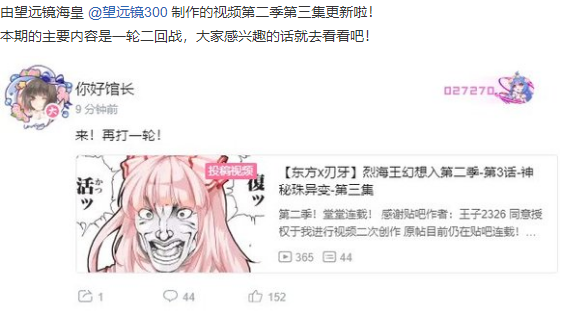 由望远镜海皇 @望远镜300 制作的视频第二季第三集更新啦！
本期的主要内容是一轮二回战，大家感兴趣的话就去看看吧！
你好馆长
9 分钟前
027270
来！再打一轮！
投稿视频
復ッ
活ッ
かつ
【东方x刃牙】烈海王幻想入第二季-第3话-神
秘珠异变-第三集
第二季！堂堂连载！ 感谢贴吧作者：王子2326 同意授
权于我进行视频二次创作 原帖目前仍在贴吧连载！…
365 44
1 44 152